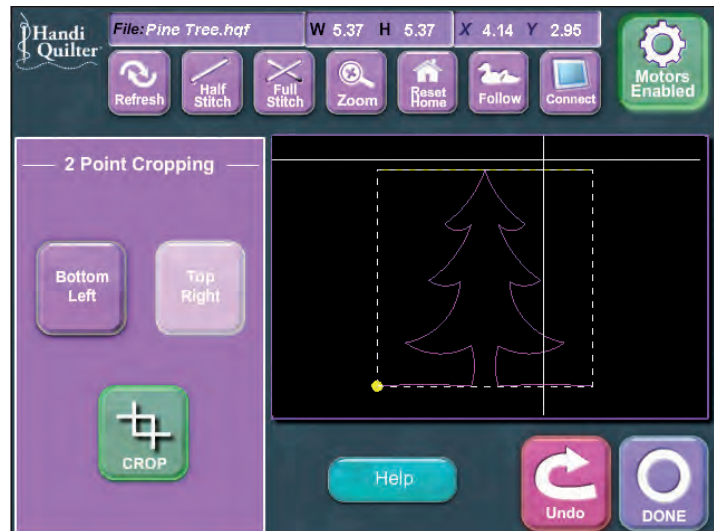 Handi
Quilter
File: Pine Tree.hqf W 5.37 H 5.37 X 4.14 Y 2.95
Refresh
Half
Stitch
Full
Stitch
Zoom
Reset
Home
Follow
Connect
Motors
Enabled
2 Point Cropping
Bottom
Left
Top
Right
CROP
Help
Undo
DONE